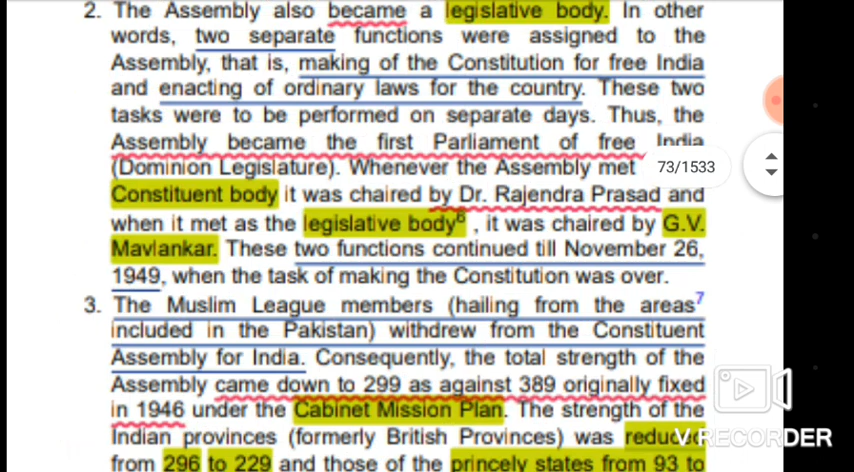 2. The Assembly also became a legislative body. In other
words, two separate functions were assigned to the
Assembly, that is, making of the Constitution for free India
and enacting of ordinary laws for the country. These two
tasks were to be performed on separate days. Thus, the
Assembly became the first Parliament of free India
(Dominion Legislature). Whenever the Assembly met
73/1533
Constituent body it was chaired by Dr. Rajendra Prasad and
when it met as the legislative body6 , it was chaired by G.V.
Mavlankar. These two functions continued till November 26,
1949, when the task of making the Constitution was over.
3. The Muslim League members (hailing from the areas7
included in the Pakistan) withdrew from the Constituent
Assembly for India. Consequently, the total strength of the
Assembly came down to 299 as against 389 originally fixed
in 1946 under the Cabinet Mission Plan. The strength of the
Indian provinces (formerly British Provinces) was reduced
V RECORDER
from 296 to 229 and those of the princely states from 93 to